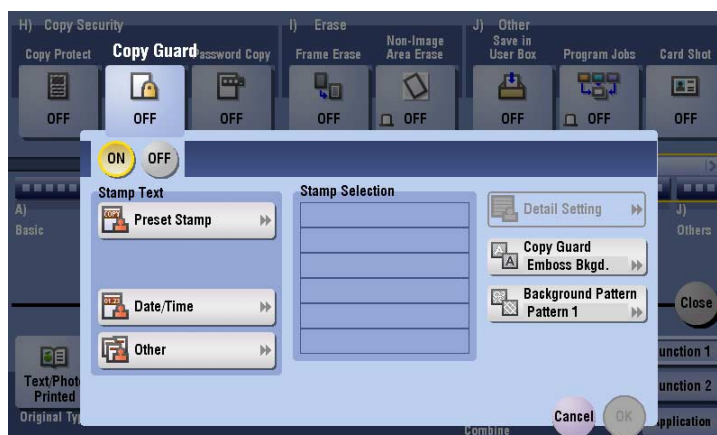 H) Copy Security
I) Erase
J) Other
Copy Protect
Copy Guard
Password Copy
Frame Erase
Non-Image
Area Erase
Save in
User Box
Program Jobs
Card Shot
OFF
OFF
OFF
OFF
OFF
OFF
OFF
OFF
ON
OFF
Stamp Text
Stamp Selection
Preset Stamp
Detail Setting
Copy Guard
Emboss Bkgd.
Date/Time
Background Pattern
Pattern 1
Other
A)
Basic
J)
Others
Close
Text/Phot
Printed
Original Ty
unction 1
unction 2
pplication
Cancel
OK
Combine